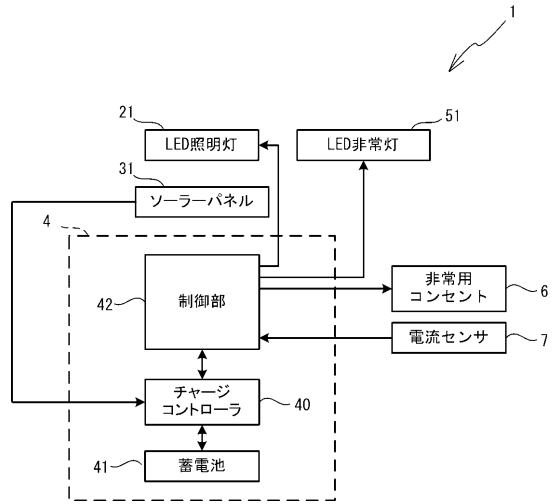 1
21
51
LED照明灯
LED非常灯
31
ソーラーパネル
4
42
制御部
非常用
コンセント
6
電流センサ
7
チャージ
コントローラ
40
41
蓄電池